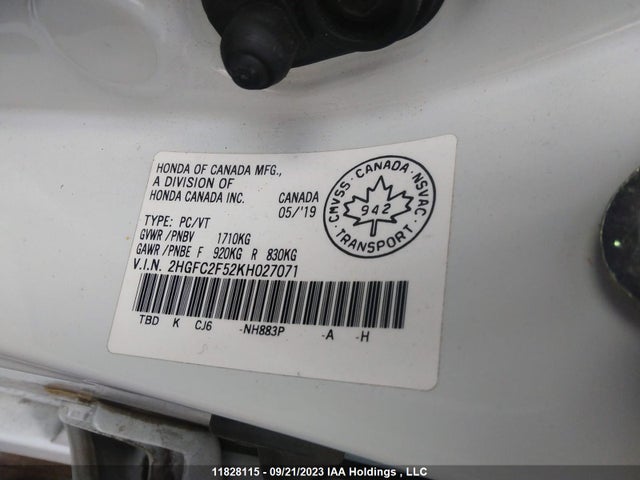 HONDA OF CANADA MFG.,
A DIVISION OF
HONDA CANADA INC.
CANADA
05/'19
TYPE: PC/VT
GVWR /PNBV 1710KG
GAWR /PNBE F 920KG R 830KG
V.I.N. 2HGFC2F52KH027071
TBD K CJ6 -NH883P -A -H
CMVSS · CANADA · NSVAC
942
TRANSPORT
11828115 - 09/21/2023 IAA Holdings , LLC